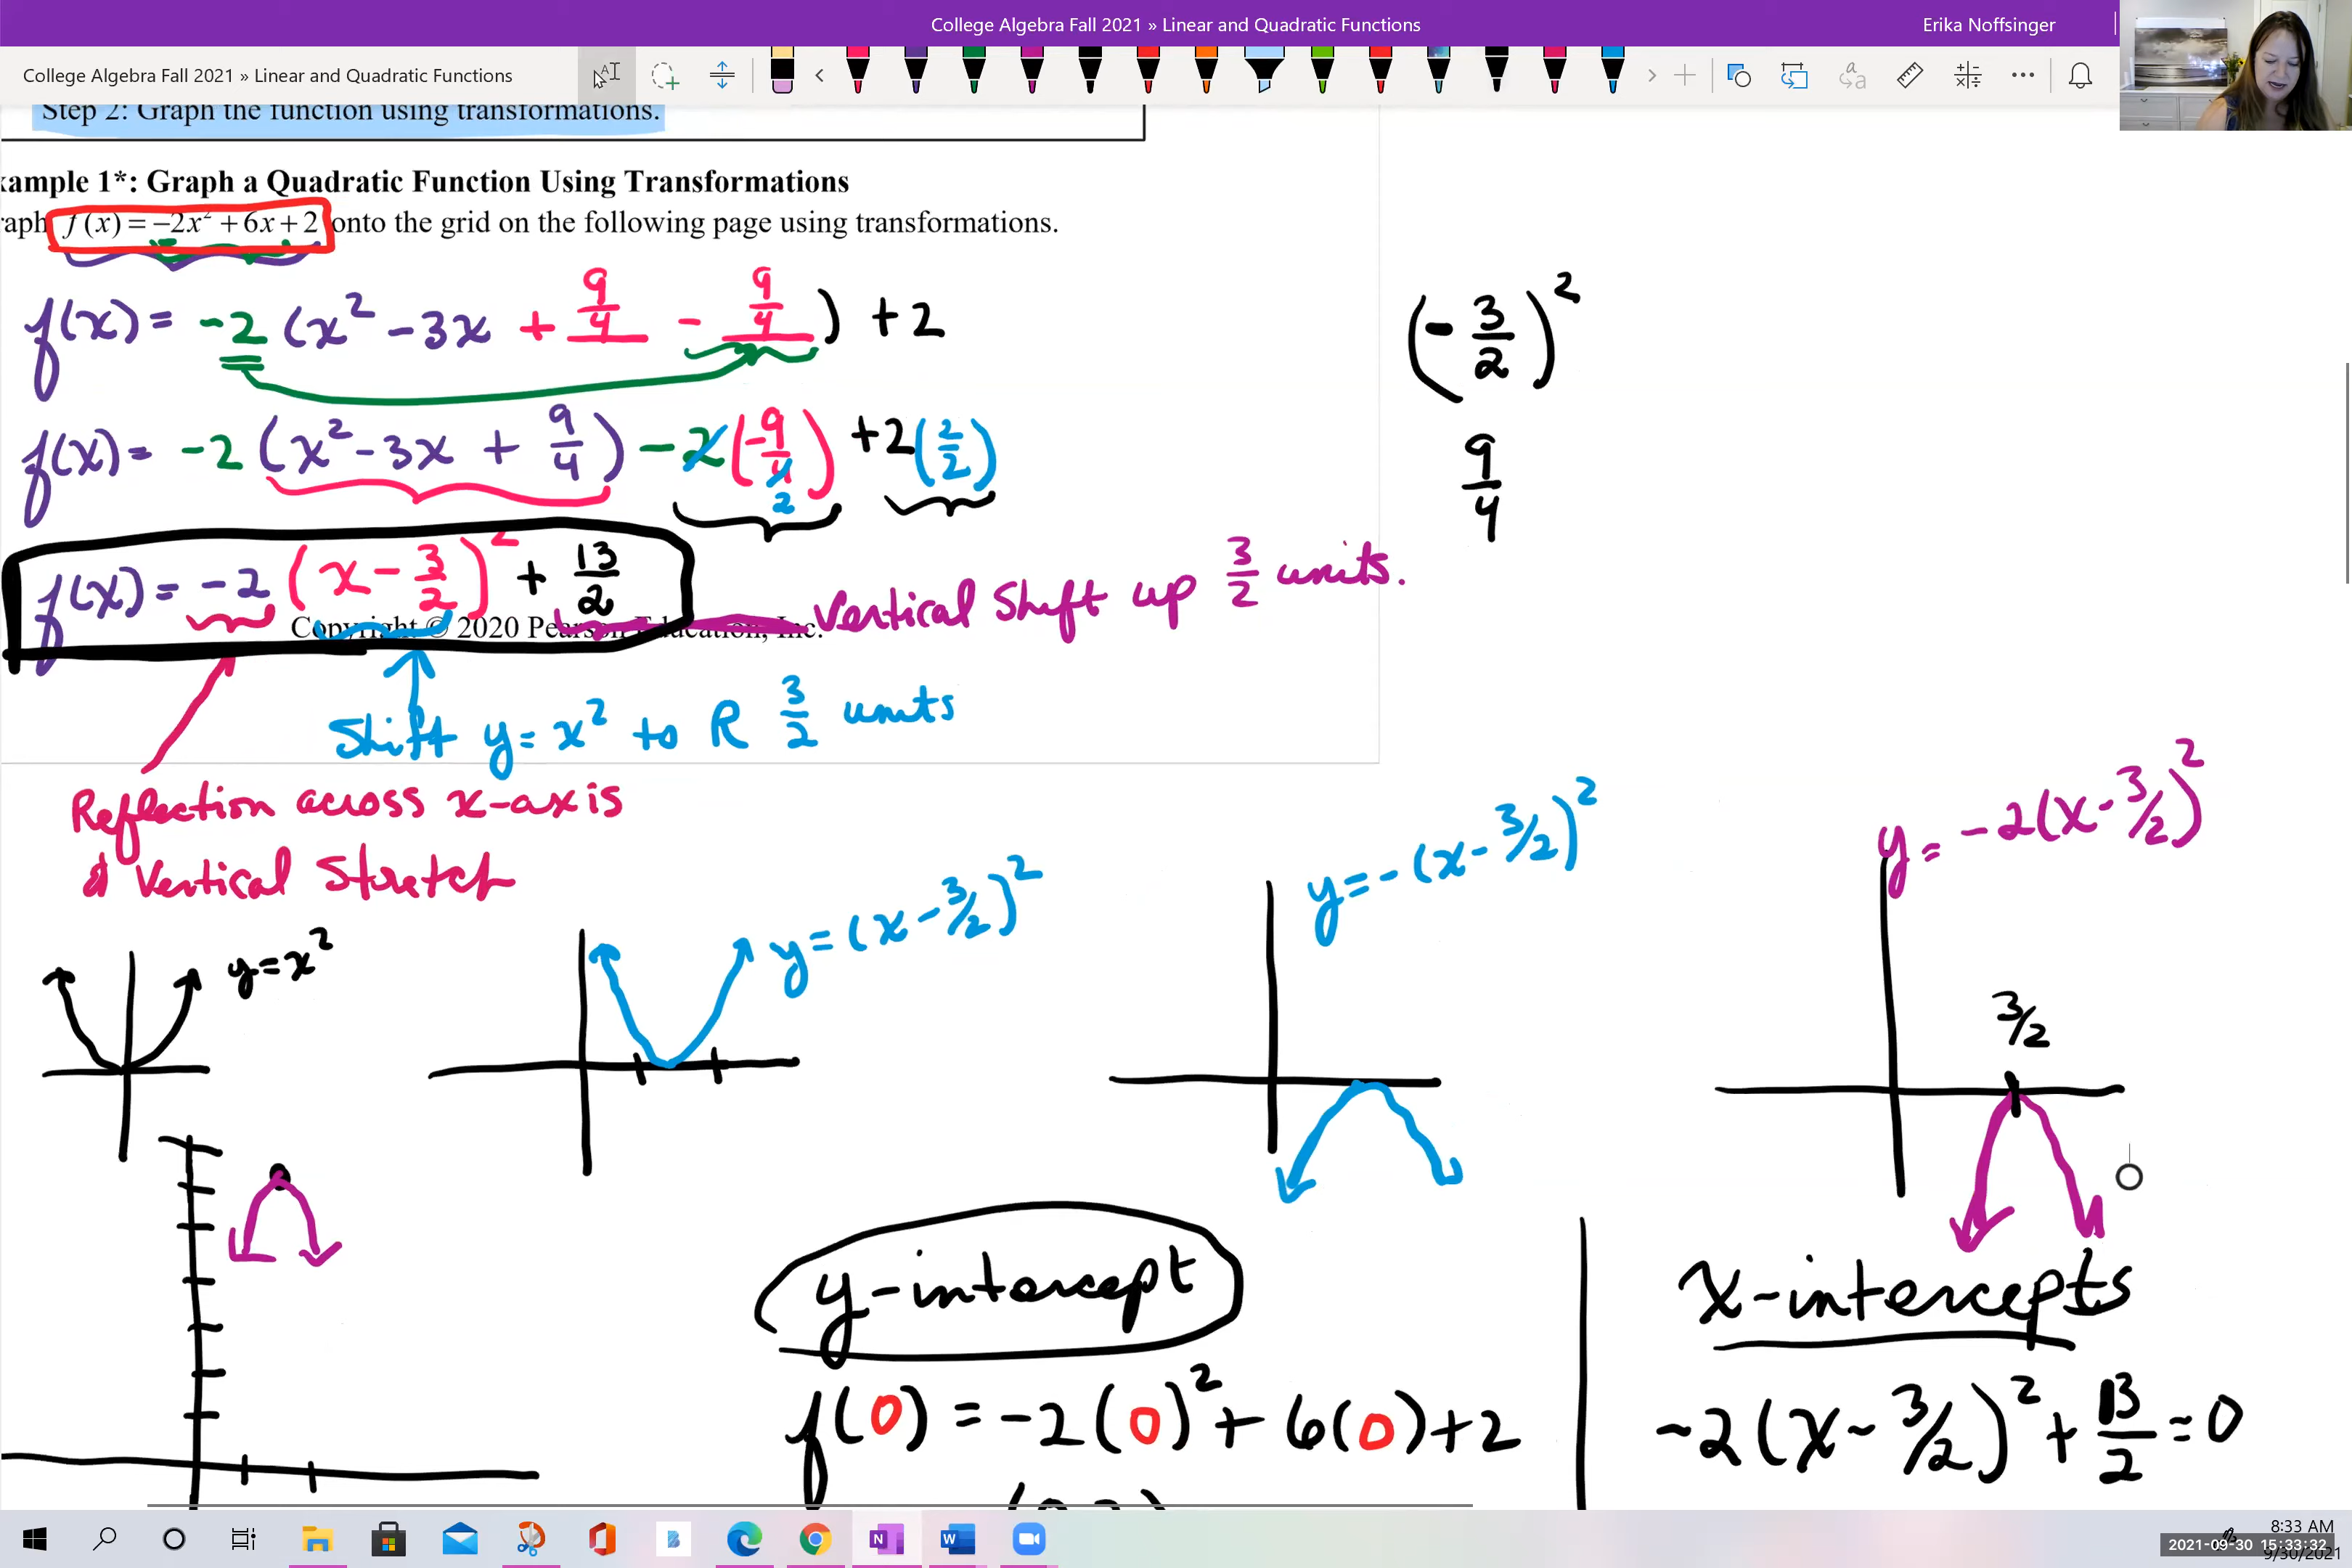 College Algebra Fall 2021 » Linear and Quadratic Functions
Erika Noffsinger
College Algebra Fall 2021 » Linear and Quadratic Functions
Step 2: Graph the function using transformations.
xample 1*: Graph a Quadratic Function Using Transformations
raph f(x) = −2x² + 6x + 2 onto the grid on the following page using transformations.
f(x) = -2 (x² - 3x + 9/4 - 9/4) + 2
(-3/2)²
f(x) = -2 (x² - 3x + 9/4) - 2(-9/4) + 2(2/2)
2
9/4
f(x) = -2 (x - 3/2)² + 13/2
Vertical Shift up 3/2 units.
Copyright © 2020 Pearson Education, Inc.
Shift y = x² to R 3/2 units
Reflection across x-axis
& Vertical Stretch
y = x²
y = (x - 3/2)²
y = -(x - 3/2)²
y = -2(x - 3/2)²
3/2
y-intercept
x-intercepts
f(0) = -2(0)² + 6(0) + 2
-2(x - 3/2)² + 13/2 = 0
8:33 AM
9/30/2021
2021-09-30 15:33:32